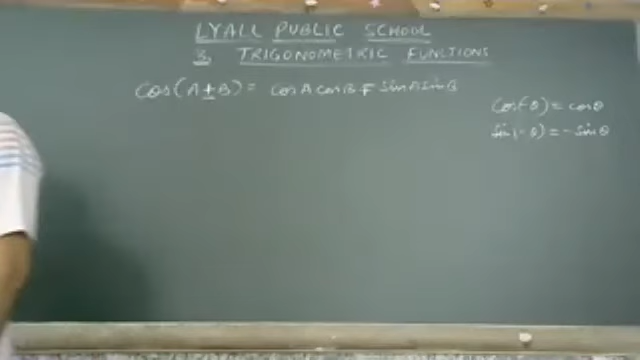 LYALL PUBLIC SCHOOL
3. TRIGONOMETRIC FUNCTIONS
cos(A±B) = cosA cosB ∓ sinA sinB
cos(-θ) = cosθ
sin(-θ) = -sinθ